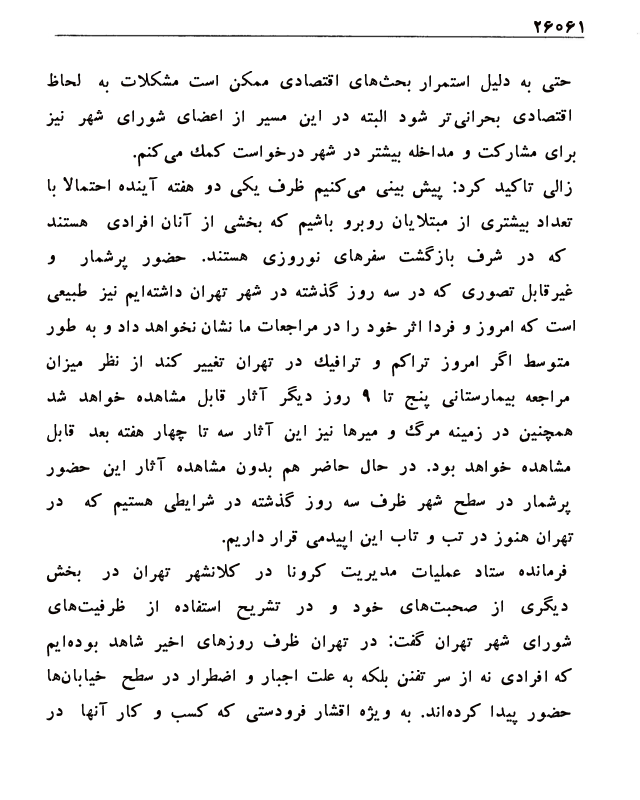 ۲۶۰۶۱
حتی به دلیل استمرار بحث‌های اقتصادی ممکن است مشکلات به لحاظ
اقتصادی بحرانی‌تر شود البته در این مسیر از اعضای شورای شهر نیز
برای مشارکت و مداخله بیشتر در شهر درخواست کمک می‌کنم.
زالی تاکید کرد: پیش بینی می‌کنیم ظرف یکی دو هفته آینده احتمالا با
تعداد بیشتری از مبتلایان روبرو باشیم که بخشی از آنان افرادی هستند
که در شرف بازگشت سفرهای نوروزی هستند. حضور پرشمار و
غیرقابل تصوری که در سه روز گذشته در شهر تهران داشته‌ایم نیز طبیعی
است که امروز و فردا اثر خود را در مراجعات ما نشان نخواهد داد و به طور
متوسط اگر امروز تراکم و ترافیک در تهران تغییر کند از نظر میزان
مراجعه بیمارستانی پنج تا ۹ روز دیگر آثار قابل مشاهده خواهد شد
همچنین در زمینه مرگ و میرها نیز این آثار سه تا چهار هفته بعد قابل
مشاهده خواهد بود. در حال حاضر هم بدون مشاهده آثار این حضور
پرشمار در سطح شهر ظرف سه روز گذشته در شرایطی هستیم که در
تهران هنوز در تب و تاب این اپیدمی قرار داریم.
فرمانده ستاد عملیات مدیریت کرونا در کلانشهر تهران در بخش
دیگری از صحبت‌های خود و در تشریح استفاده از ظرفیت‌های
شورای شهر تهران گفت: در تهران ظرف روزهای اخیر شاهد بوده‌ایم
که افرادی نه از سر تفنن بلکه به علت اجبار و اضطرار در سطح خیابان‌ها
حضور پیدا کرده‌اند. به ویژه اقشار فرودستی که کسب و کار آنها در